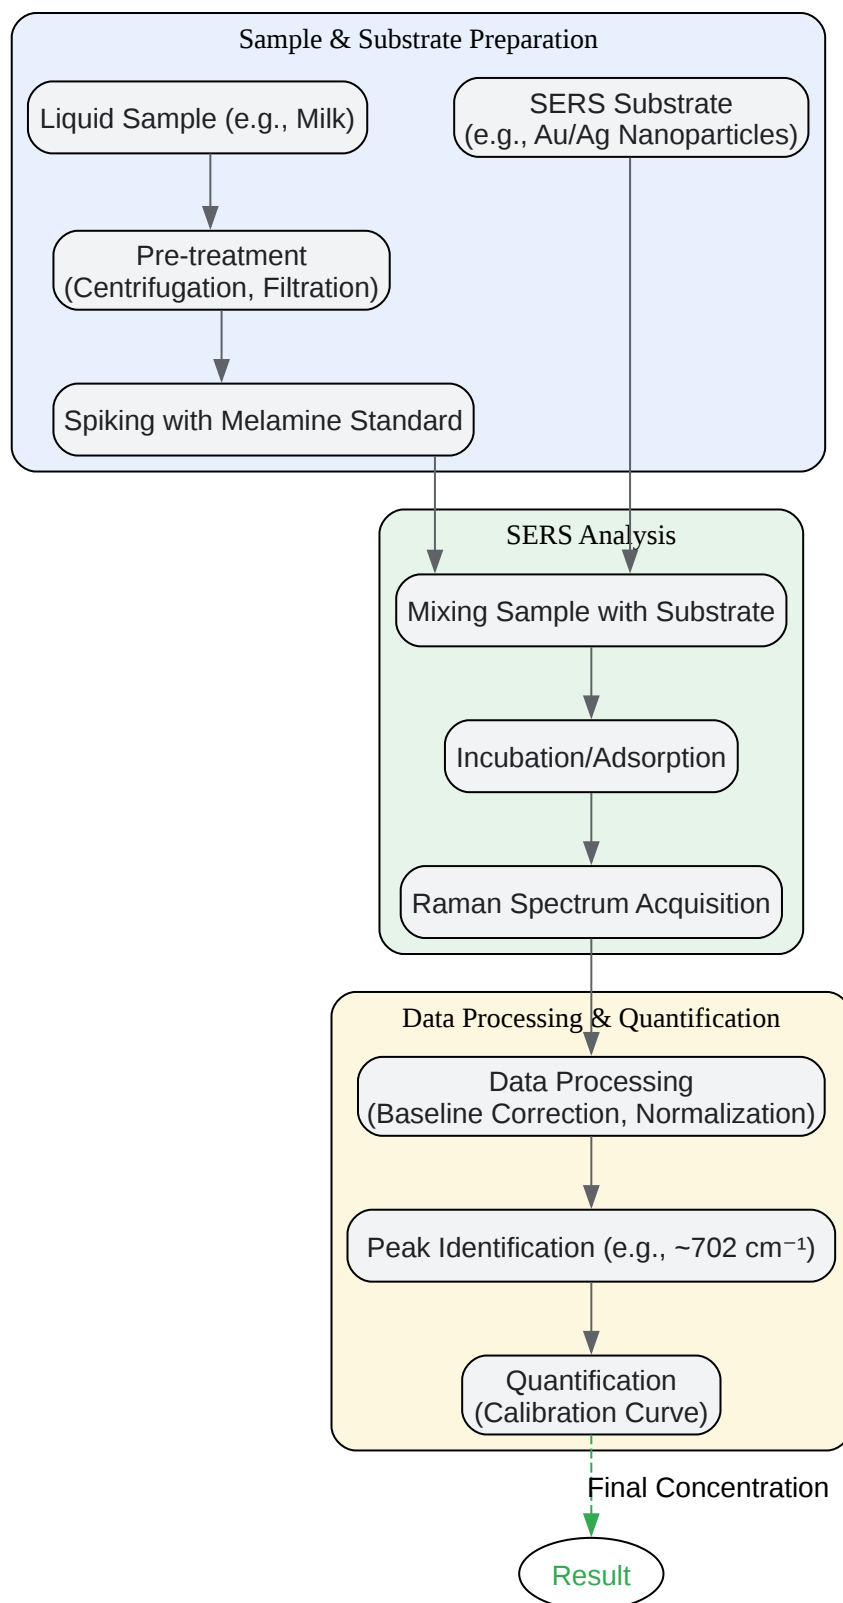 Sample & Substrate Preparation
Liquid Sample (e.g., Milk)
SERS Substrate
(e.g., Au/Ag Nanoparticles)
Pre-treatment
(Centrifugation, Filtration)
Spiking with Melamine Standard
SERS Analysis
Mixing Sample with Substrate
Incubation/Adsorption
Raman Spectrum Acquisition
Data Processing & Quantification
Data Processing
(Baseline Correction, Normalization)
Peak Identification (e.g., ~702 cm⁻¹)
Quantification
(Calibration Curve)
Final Concentration
Result